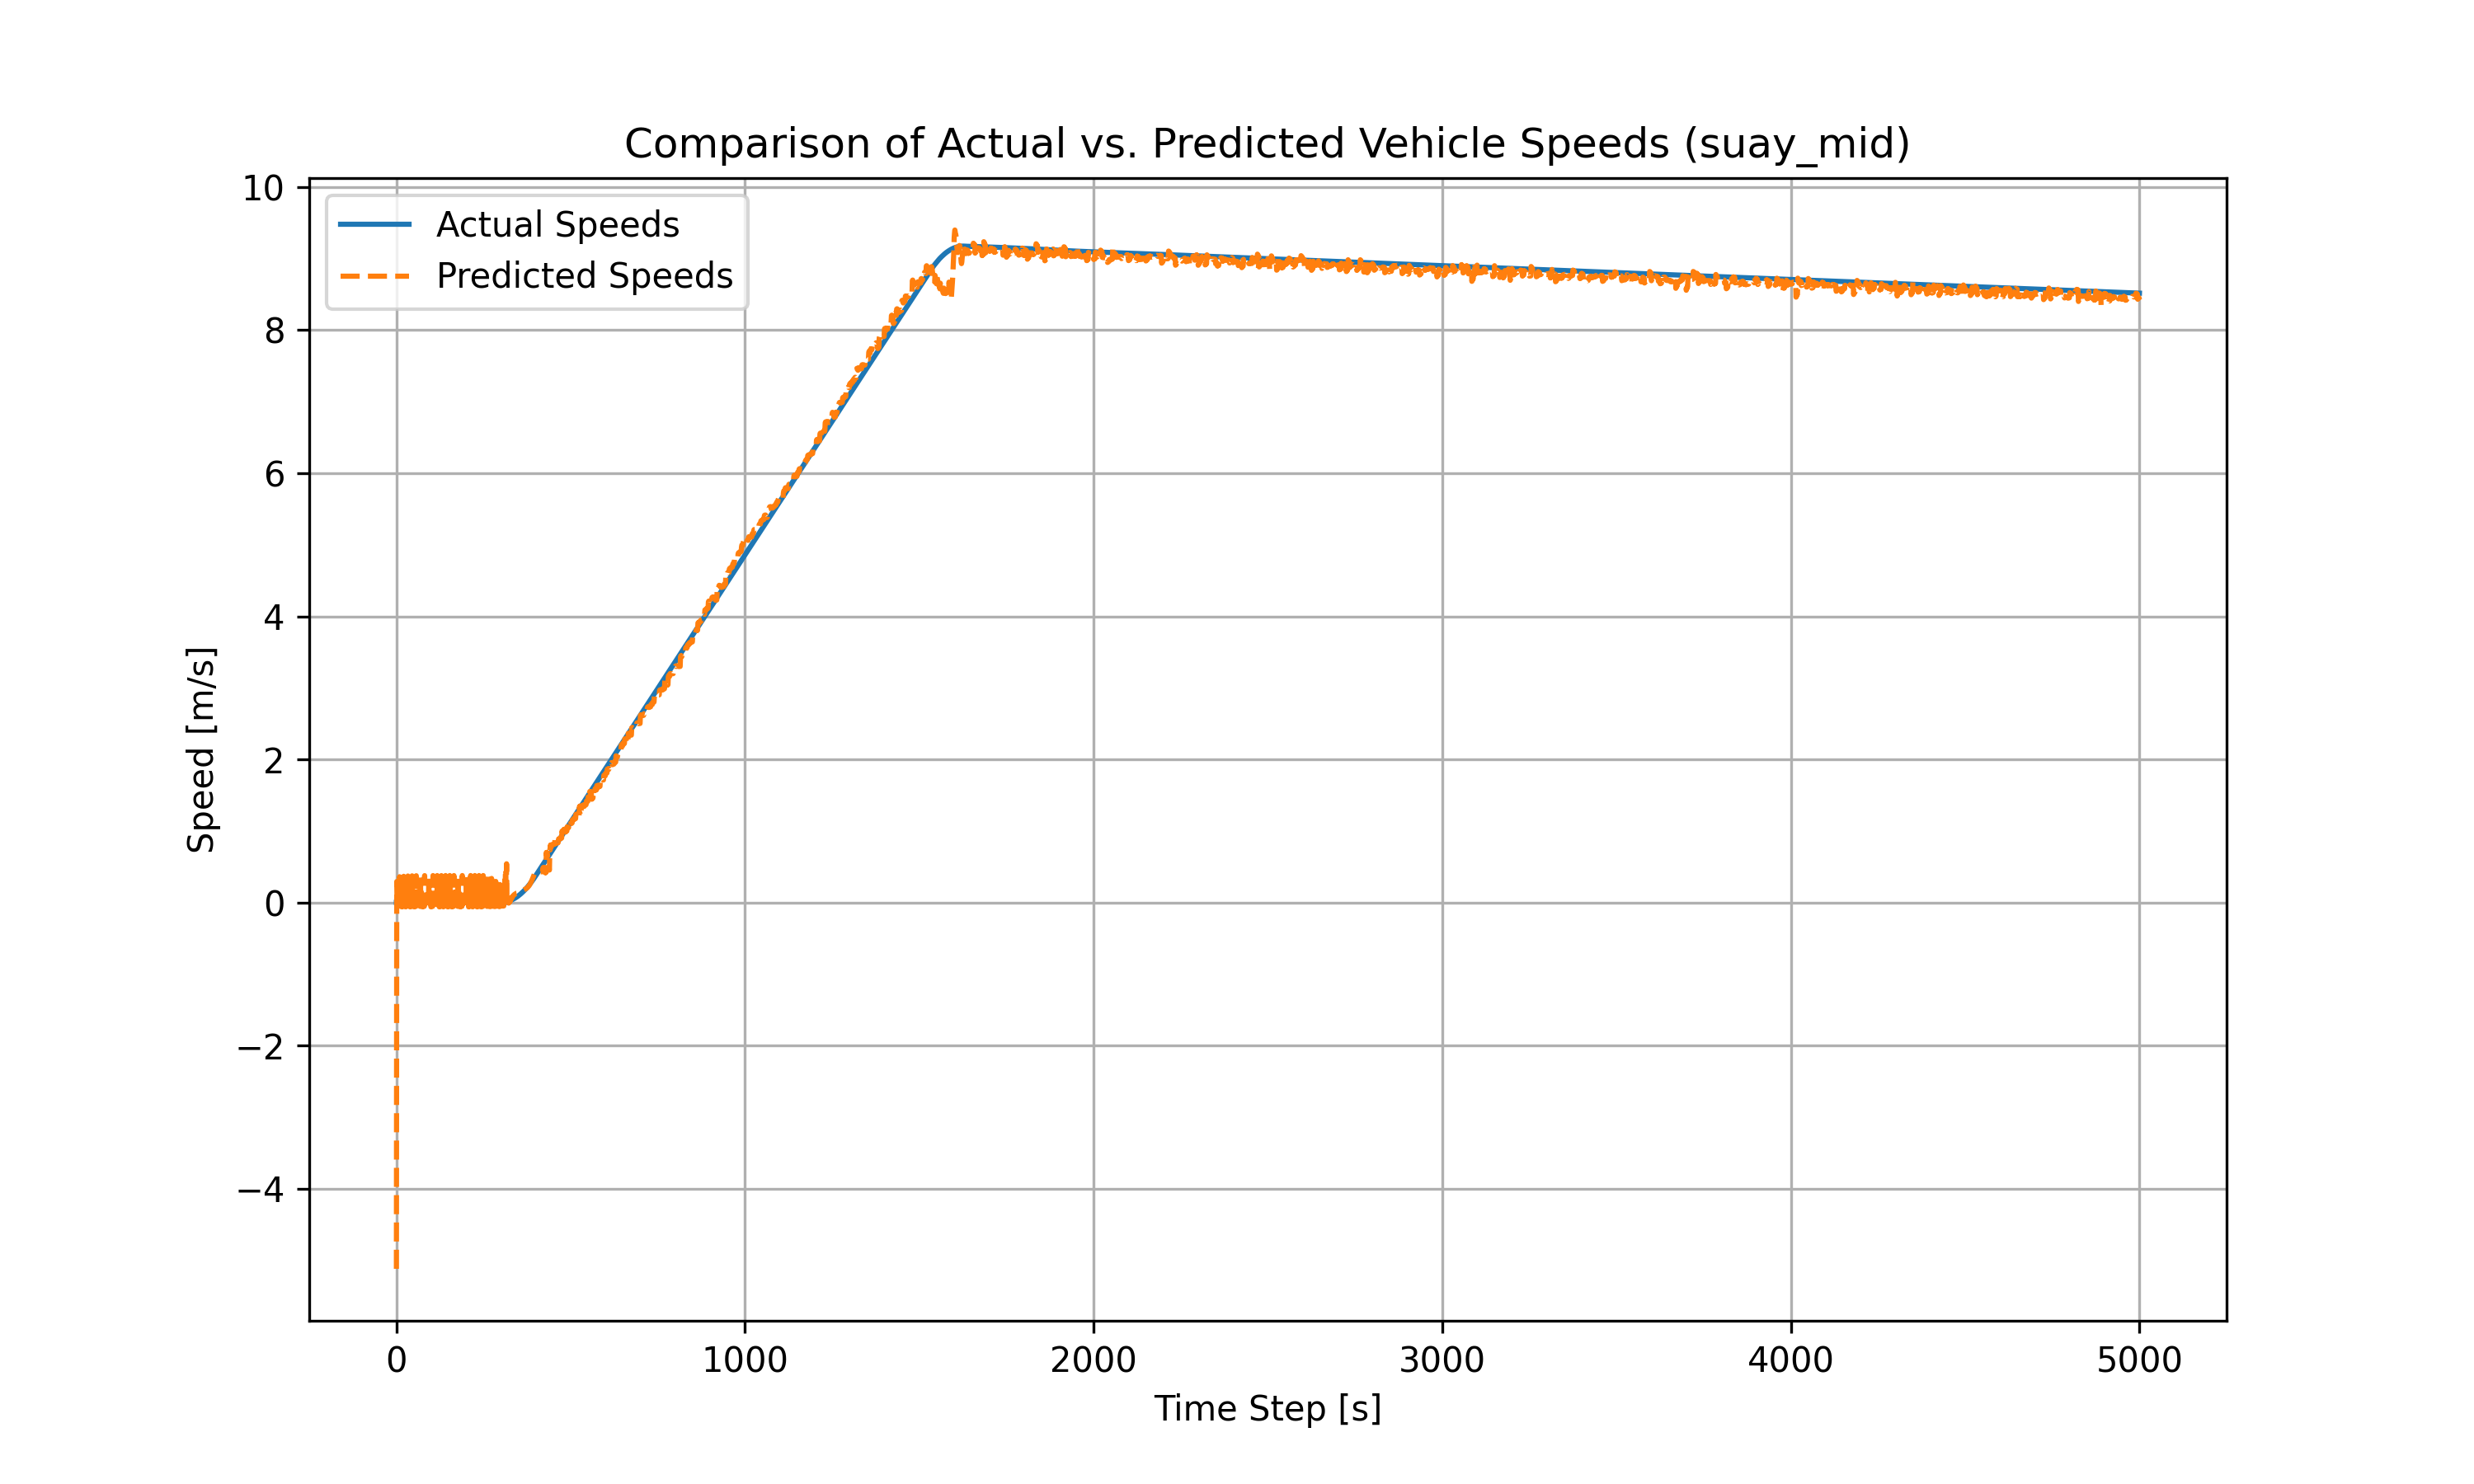 Comparison of Actual vs. Predicted Vehicle Speeds (suay_mid)
Actual Speeds
Predicted Speeds
Speed [m/s]
10
8
6
4
2
0
−2
−4
0 1000 2000 3000 4000 5000
Time Step [s]